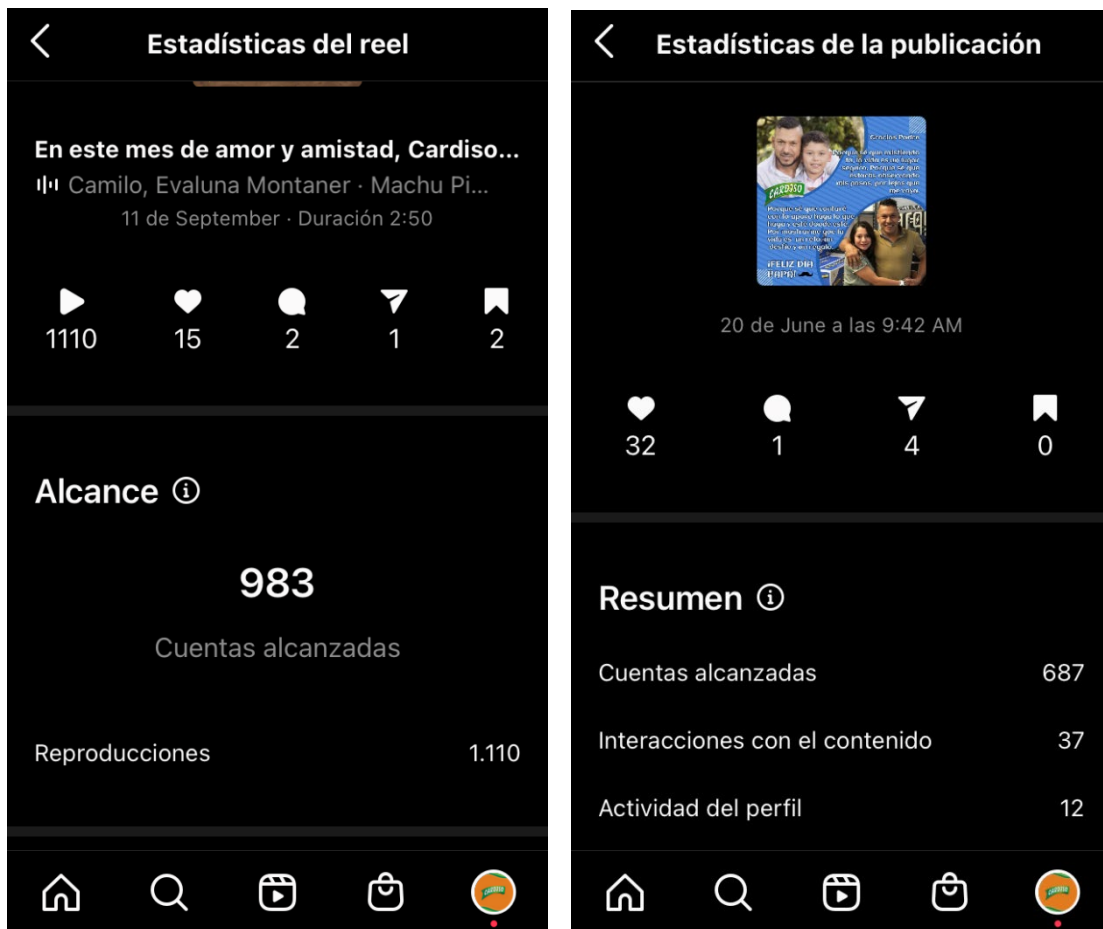 Estadísticas del reel
En este mes de amor y amistad, Cardiso...
Camilo, Evaluna Montaner · Machu Pi...
11 de September · Duración 2:50
1110 15 2 1 2
Alcance
983
Cuentas alcanzadas
Reproducciones 1.110
Estadísticas de la publicación
Gracias
CARDISO
¡FELIZ DIA
PAPA!
20 de June a las 9:42 AM
32 1 4 0
Resumen
Cuentas alcanzadas 687
Interacciones con el contenido 37
Actividad del perfil 12